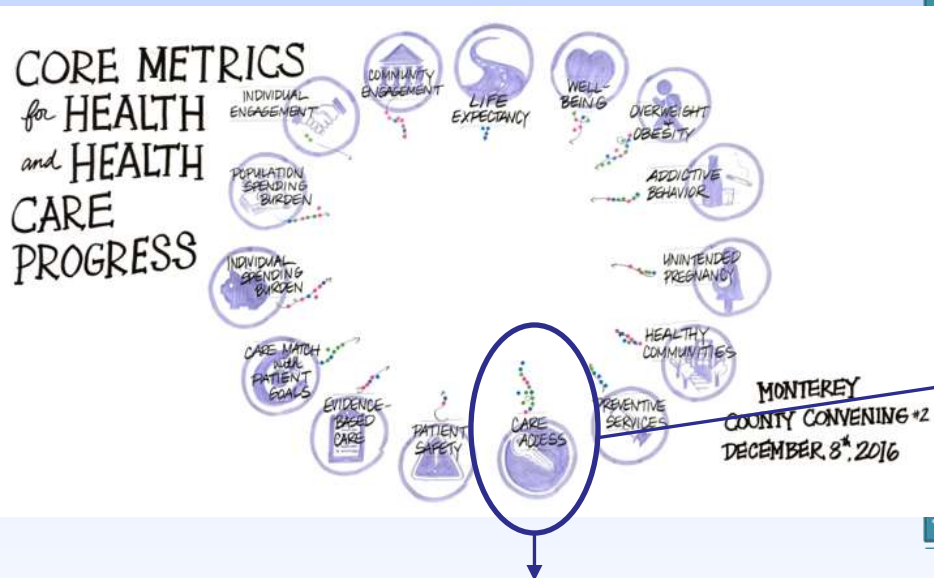 CORE METRICS
for HEALTH
and HEALTH
CARE
PROGRESS
INDIVIDUAL
ENGAGEMENT
COMMUNITY
ENGAGEMENT
LIFE
EXPECTANCY
WELL-
BEING
OVERWEIGHT
OBESITY
ADDICTIVE
BEHAVIOR
UNINTENDED
PREGNANCY
HEALTHY
COMMUNITIES
PREVENTIVE
SERVICES
CARE
ACCESS
PATIENT
SAFETY
EVIDENCE-
BASED
CARE
CARE MATCH
with
PATIENT
GOALS
INDIVIDUAL
SPENDING
BURDEN
POPULATION
SPENDING
BURDEN
MONTEREY
COUNTY CONVENING #2
DECEMBER 8th, 2016